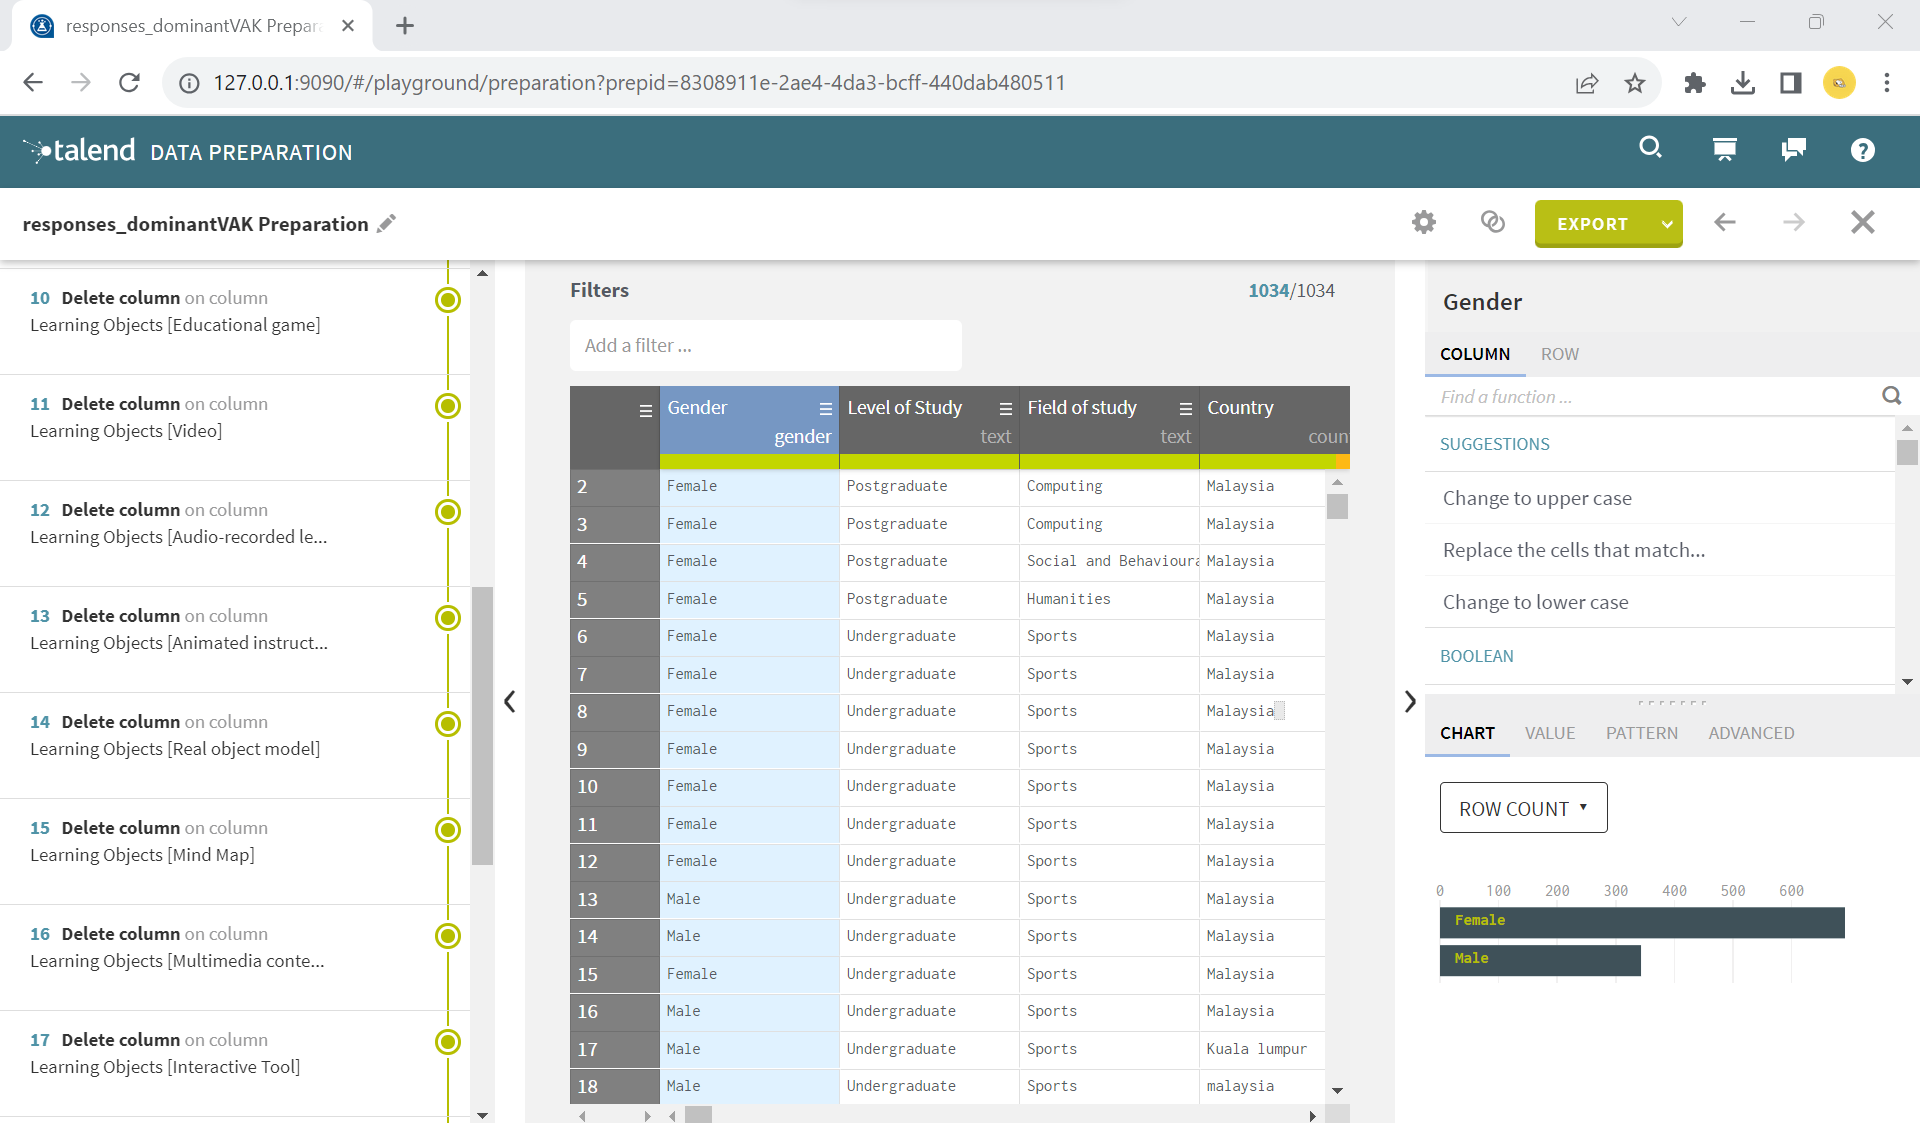 responses_dominantVAK Prepara
127.0.0.1:9090/#/playground/preparation?prepid=8308911e-2ae4-4da3-bcff-440dab480511
talend DATA PREPARATION
responses_dominantVAK Preparation
EXPORT
10 Delete column on column
Learning Objects [Educational game]
11 Delete column on column
Learning Objects [Video]
12 Delete column on column
Learning Objects [Audio-recorded le...
13 Delete column on column
Learning Objects [Animated instruct...
14 Delete column on column
Learning Objects [Real object model]
15 Delete column on column
Learning Objects [Mind Map]
16 Delete column on column
Learning Objects [Multimedia conte...
17 Delete column on column
Learning Objects [Interactive Tool]
Filters 1034/1034
Add a filter ...
Gender Level of Study Field of study Country
gender text text coun
2 Female Postgraduate Computing Malaysia
3 Female Postgraduate Computing Malaysia
4 Female Postgraduate Social and Behavioura Malaysia
5 Female Postgraduate Humanities Malaysia
6 Female Undergraduate Sports Malaysia
7 Female Undergraduate Sports Malaysia
8 Female Undergraduate Sports Malaysia
9 Female Undergraduate Sports Malaysia
10 Female Undergraduate Sports Malaysia
11 Female Undergraduate Sports Malaysia
12 Female Undergraduate Sports Malaysia
13 Male Undergraduate Sports Malaysia
14 Male Undergraduate Sports Malaysia
15 Female Undergraduate Sports Malaysia
16 Male Undergraduate Sports Malaysia
17 Male Undergraduate Sports Kuala lumpur
18 Male Undergraduate Sports malaysia
Gender
COLUMN ROW
Find a function ...
SUGGESTIONS
Change to upper case
Replace the cells that match...
Change to lower case
BOOLEAN
CHART VALUE PATTERN ADVANCED
ROW COUNT
0 100 200 300 400 500 600
Female
Male